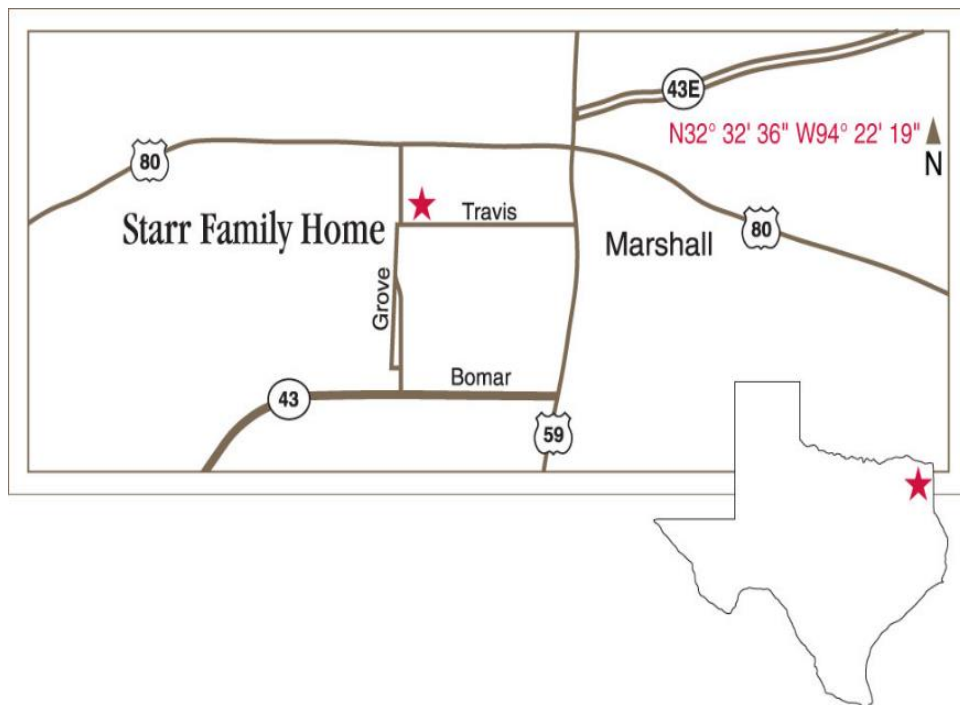 43E
N32° 32' 36" W94° 22' 19"
N
80
Travis
Starr Family Home
Marshall
80
Grove
Bomar
43
59